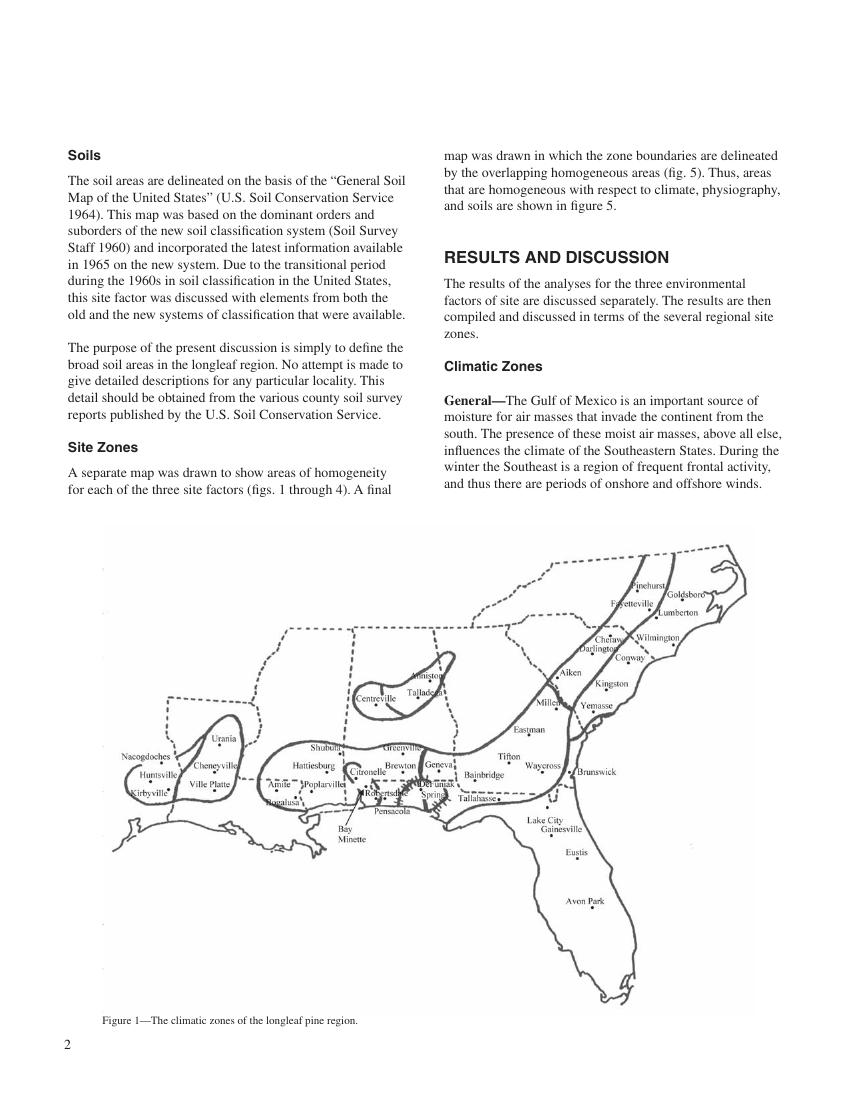 Soils
The soil areas are delineated on the basis of the “General Soil
Map of the United States” (U.S. Soil Conservation Service
1964). This map was based on the dominant orders and
suborders of the new soil classification system (Soil Survey
Staff 1960) and incorporated the latest information available
in 1965 on the new system. Due to the transitional period
during the 1960s in soil classification in the United States,
this site factor was discussed with elements from both the
old and the new systems of classification that were available.
The purpose of the present discussion is simply to define the
broad soil areas in the longleaf region. No attempt is made to
give detailed descriptions for any particular locality. This
detail should be obtained from the various county soil survey
reports published by the U.S. Soil Conservation Service.
Site Zones
A separate map was drawn to show areas of homogeneity
for each of the three site factors (figs. 1 through 4). A final
map was drawn in which the zone boundaries are delineated
by the overlapping homogeneous areas (fig. 5). Thus, areas
that are homogeneous with respect to climate, physiography,
and soils are shown in figure 5.
RESULTS AND DISCUSSION
The results of the analyses for the three environmental
factors of site are discussed separately. The results are then
compiled and discussed in terms of the several regional site
zones.
Climatic Zones
General—The Gulf of Mexico is an important source of
moisture for air masses that invade the continent from the
south. The presence of these moist air masses, above all else,
influences the climate of the Southeastern States. During the
winter the Southeast is a region of frequent frontal activity,
and thus there are periods of onshore and offshore winds.
Pinehurst
Goldsboro
Fayetteville
Lumberton
Cheraw
Wilmington
Darlington
Conway
Aiken
Anniston
Kingston
Talladega
Centreville
Millen
Yemasse
Eastman
Urania
Shubuta
Greenville
Nacogdoches
Tifton
Cheneyville
Hattiesburg
Citronelle
Brewton
Geneva
Waycross
Brunswick
Huntsville
Bainbridge
Ville Platte
Amite
Poplarville
DeFuniak
Springs
Kirbyville
Robertsdale
Tallahasse
Bogalusa
Pensacola
Bay
Minette
Lake City
Gainesville
Eustis
Avon Park
Figure 1—The climatic zones of the longleaf pine region.
2